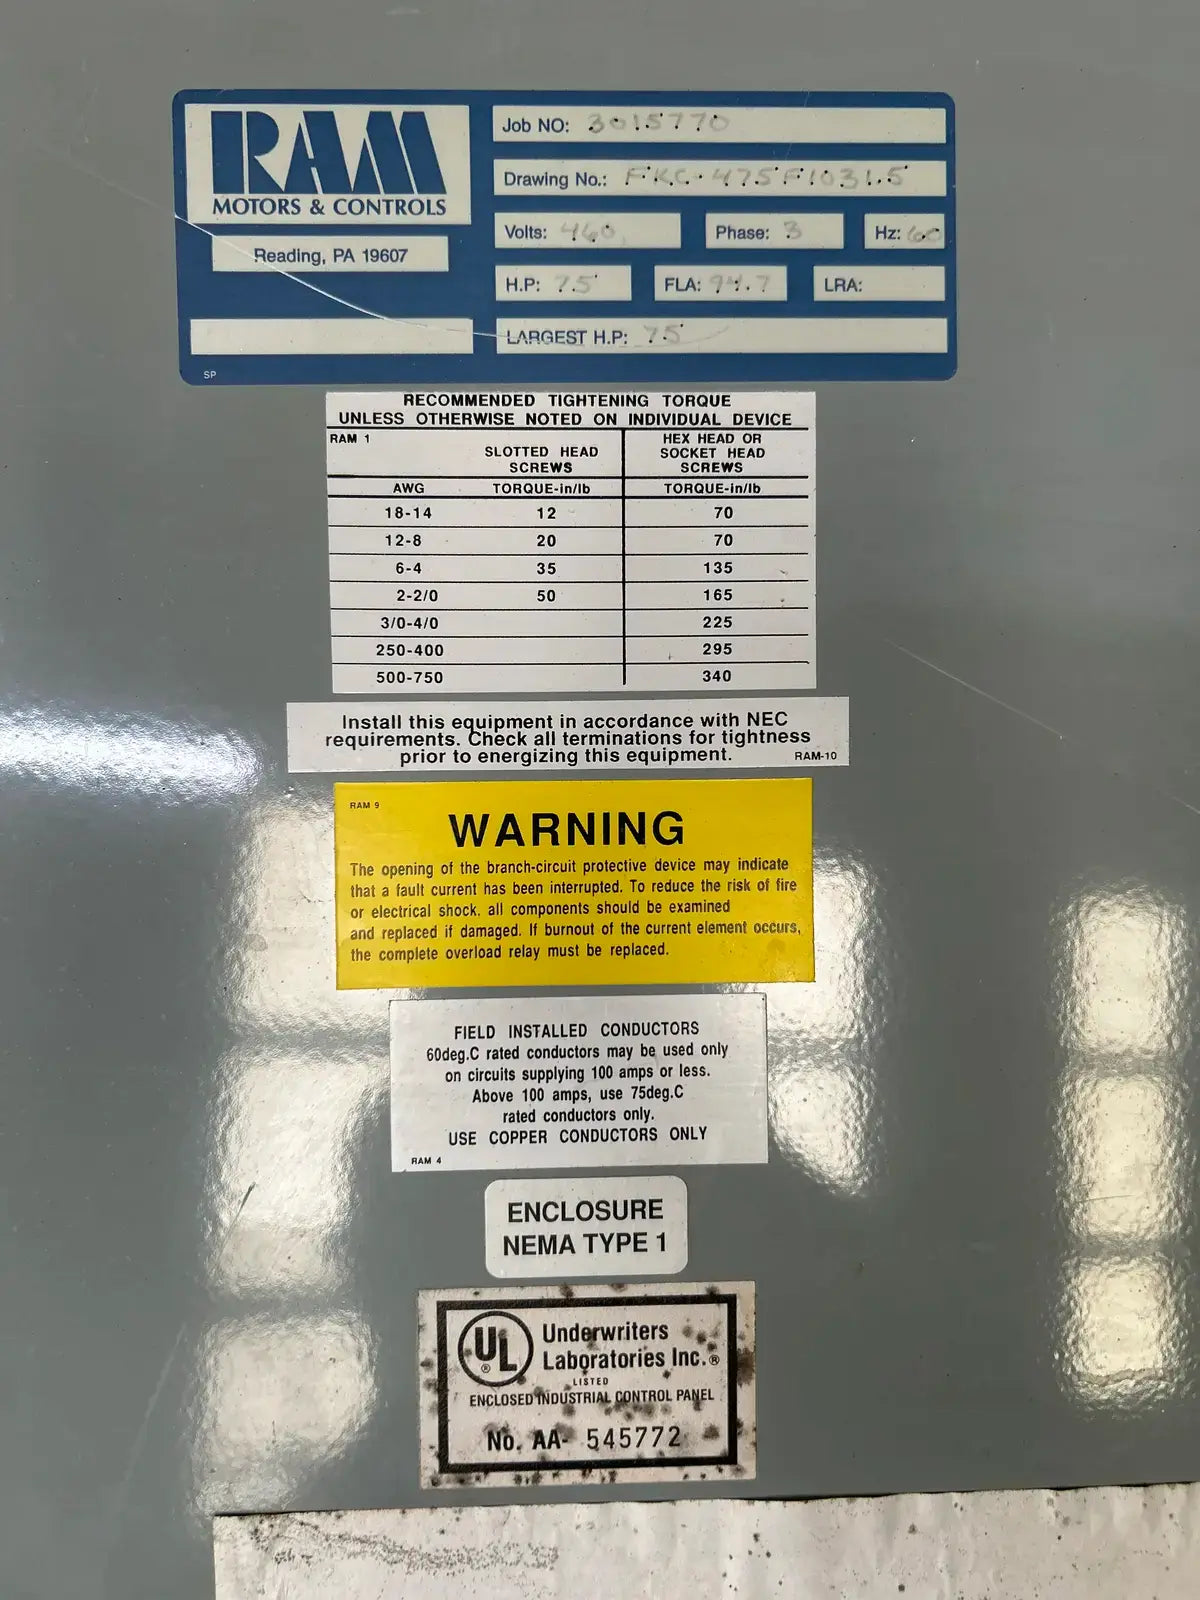 RAM
MOTORS & CONTROLS
Reading, PA 19607
SP
Job NO: 3015770
Drawing No.: FKC-475F1031.5
Volts: 460
Phase: 3
Hz: 60
H.P: 75
FLA: 94.7
LRA:
LARGEST H.P: 75
RECOMMENDED TIGHTENING TORQUE
UNLESS OTHERWISE NOTED ON INDIVIDUAL DEVICE
RAM 1
SLOTTED HEAD
SCREWS
HEX HEAD OR
SOCKET HEAD
SCREWS
AWG TORQUE-in/lb TORQUE-in/lb
18-14 12 70
12-8 20 70
6-4 35 135
2-2/0 50 165
3/0-4/0 225
250-400 295
500-750 340
Install this equipment in accordance with NEC
requirements. Check all terminations for tightness
prior to energizing this equipment. RAM-10
RAM 9
WARNING
The opening of the branch-circuit protective device may indicate
that a fault current has been interrupted. To reduce the risk of fire
or electrical shock, all components should be examined
and replaced if damaged. If burnout of the current element occurs,
the complete overload relay must be replaced.
FIELD INSTALLED CONDUCTORS
60deg.C rated conductors may be used only
on circuits supplying 100 amps or less.
Above 100 amps, use 75deg.C
rated conductors only.
USE COPPER CONDUCTORS ONLY
RAM 4
ENCLOSURE
NEMA TYPE 1
UL ®
Underwriters
Laboratories Inc.®
LISTED
ENCLOSED INDUSTRIAL CONTROL PANEL
No. AA- 545772